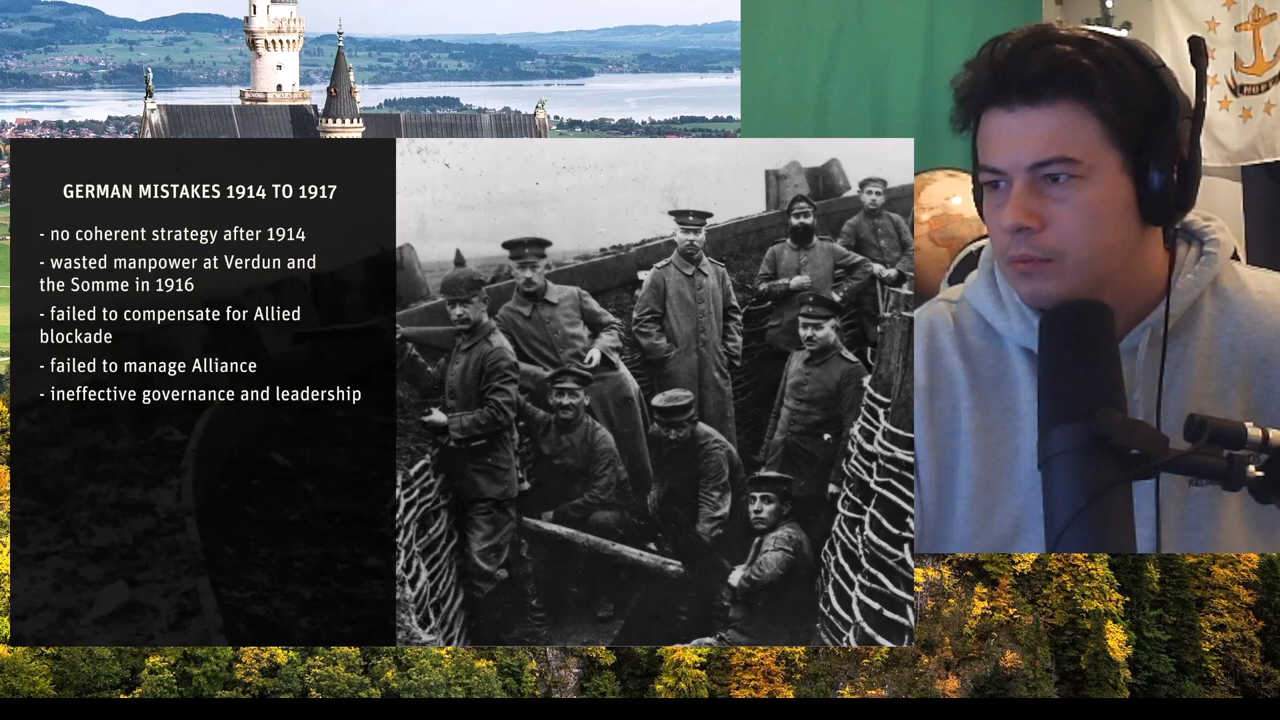 GERMAN MISTAKES 1914 TO 1917
- no coherent strategy after 1914
- wasted manpower at Verdun and
the Somme in 1916
- failed to compensate for Allied
blockade
- failed to manage Alliance
- ineffective governance and leadership
HOPE